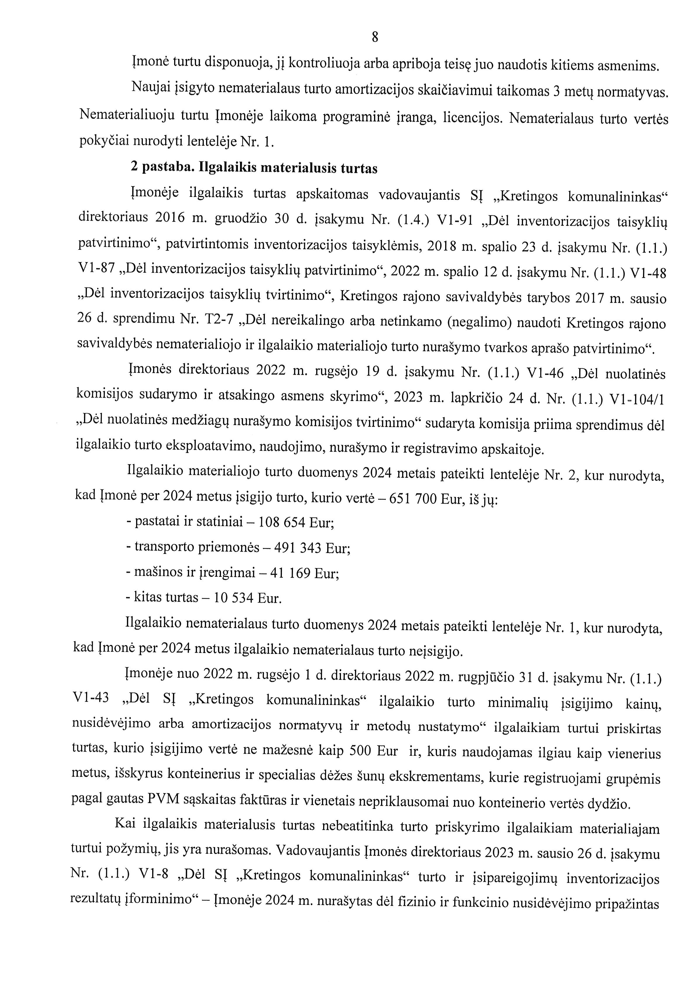 8
Įmonė turtu disponuoja, jį kontroliuoja arba apriboja teisę juo naudotis kitiems asmenims.
Naujai įsigyto nematerialaus turto amortizacijos skaičiavimui taikomas 3 metų normatyvas.
Nematerialiuoju turtu Įmonėje laikoma programinė įranga, licencijos. Nematerialaus turto vertės
pokyčiai nurodyti lentelėje Nr. 1.
2 pastaba. Ilgalaikis materialusis turtas
Įmonėje ilgalaikis turtas apskaitomas vadovaujantis SĮ „Kretingos komunalininkas“
direktoriaus 2016 m. gruodžio 30 d. įsakymu Nr. (1.4.) V1-91 „Dėl inventorizacijos taisyklių
patvirtinimo“, patvirtintomis inventorizacijos taisyklėmis, 2018 m. spalio 23 d. įsakymu Nr. (1.1.)
V1-87 „Dėl inventorizacijos taisyklių patvirtinimo“, 2022 m. spalio 12 d. įsakymu Nr. (1.1.) V1-48
„Dėl inventorizacijos taisyklių tvirtinimo“, Kretingos rajono savivaldybės tarybos 2017 m. sausio
26 d. sprendimu Nr. T2-7 „Dėl nereikalingo arba netinkamo (negalimo) naudoti Kretingos rajono
savivaldybės nematerialiojo ir ilgalaikio materialiojo turto nurašymo tvarkos aprašo patvirtinimo“.
Įmonės direktoriaus 2022 m. rugsėjo 19 d. įsakymu Nr. (1.1.) V1-46 „Dėl nuolatinės
komisijos sudarymo ir atsakingo asmens skyrimo“, 2023 m. lapkričio 24 d. Nr. (1.1.) V1-104/1
„Dėl nuolatinės medžiagų nurašymo komisijos tvirtinimo“ sudaryta komisija priima sprendimus dėl
ilgalaikio turto eksploatavimo, naudojimo, nurašymo ir registravimo apskaitoje.
Ilgalaikio materialiojo turto duomenys 2024 metais pateikti lentelėje Nr. 2, kur nurodyta,
kad Įmonė per 2024 metus įsigijo turto, kurio vertė – 651 700 Eur, iš jų:
- pastatai ir statiniai – 108 654 Eur;
- transporto priemonės – 491 343 Eur;
- mašinos ir įrengimai – 41 169 Eur;
- kitas turtas – 10 534 Eur.
Ilgalaikio nematerialaus turto duomenys 2024 metais pateikti lentelėje Nr. 1, kur nurodyta,
kad Įmonė per 2024 metus ilgalaikio nematerialaus turto neįsigijo.
Įmonėje nuo 2022 m. rugsėjo 1 d. direktoriaus 2022 m. rugpjūčio 31 d. įsakymu Nr. (1.1.)
V1-43 „Dėl SĮ „Kretingos komunalininkas“ ilgalaikio turto minimalių įsigijimo kainų,
nusidėvėjimo arba amortizacijos normatyvų ir metodų nustatymo“ ilgalaikiam turtui priskirtas
turtas, kurio įsigijimo vertė ne mažesnė kaip 500 Eur ir, kuris naudojamas ilgiau kaip vienerius
metus, išskyrus konteinerius ir specialias dėžes šunų ekskrementams, kurie registruojami grupėmis
pagal gautas PVM sąskaitas faktūras ir vienetais nepriklausomai nuo konteinerio vertės dydžio.
Kai ilgalaikis materialusis turtas nebeatitinka turto priskyrimo ilgalaikiam materialiajam
turtui požymių, jis yra nurašomas. Vadovaujantis Įmonės direktoriaus 2023 m. sausio 26 d. įsakymu
Nr. (1.1.) V1-8 „Dėl SĮ „Kretingos komunalininkas“ turto ir įsipareigojimų inventorizacijos
rezultatų įforminimo“ – Įmonėje 2024 m. nurašytas dėl fizinio ir funkcinio nusidėvėjimo pripažintas